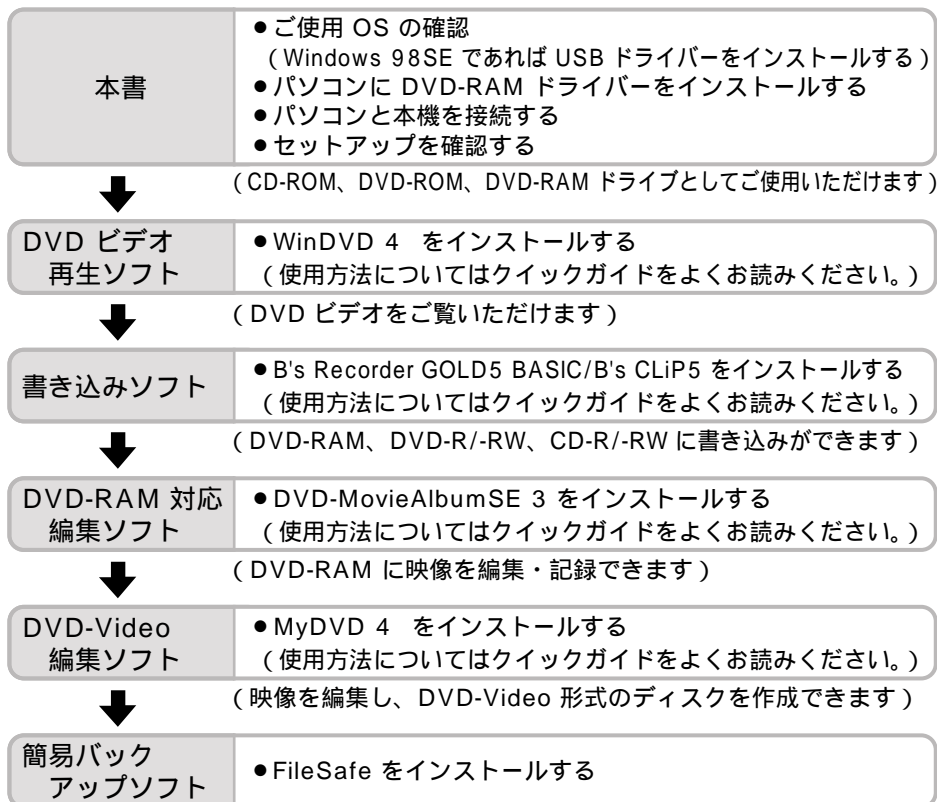 本書
●ご使用 OS の確認
(Windows 98SE であれば USB ドライバーをインストールする)
●パソコンに DVD-RAM ドライバーをインストールする
●パソコンと本機を接続する
●セットアップを確認する
(CD-ROM、DVD-ROM、DVD-RAM ドライブとしてご使用いただけます)
DVD ビデオ
再生ソフト
●WinDVD 4 をインストールする
(使用方法についてはクイックガイドをよくお読みください。)
(DVD ビデオをご覧いただけます)
書き込みソフト
●B's Recorder GOLD5 BASIC/B's CLiP5 をインストールする
(使用方法についてはクイックガイドをよくお読みください。)
(DVD-RAM、DVD-R/-RW、CD-R/-RW に書き込みができます)
DVD-RAM 対応
編集ソフト
●DVD-MovieAlbumSE 3 をインストールする
(使用方法についてはクイックガイドをよくお読みください。)
(DVD-RAM に映像を編集・記録できます)
DVD-Video
編集ソフト
●MyDVD 4 をインストールする
(使用方法についてはクイックガイドをよくお読みください。)
(映像を編集し、DVD-Video 形式のディスクを作成できます)
簡易バック
アップソフト
●FileSafe をインストールする